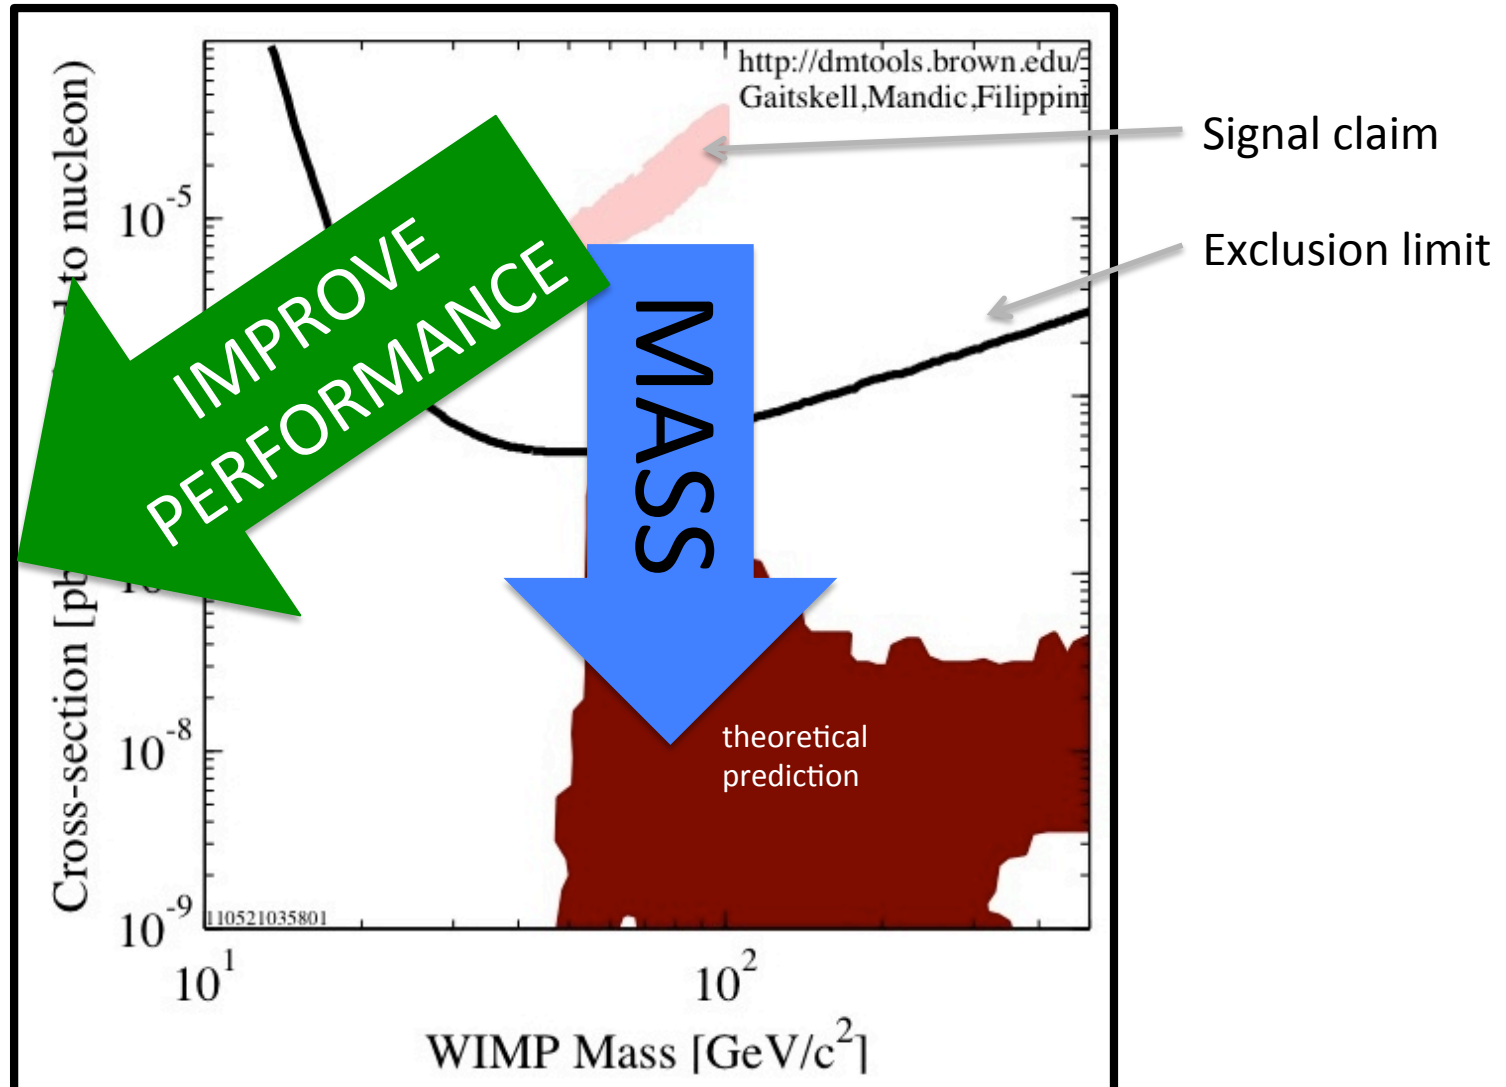 http://dmtools.brown.edu/
Gaitskell,Mandic,Filippini
Signal claim
Exclusion limit
10⁻⁵
10⁻⁸
10⁻⁹
Cross-section [pb
to nucleon)
IMPROVE
PERFORMANCE
MASS
theoretical
prediction
110521035801
10¹
10²
WIMP Mass [GeV/c²]